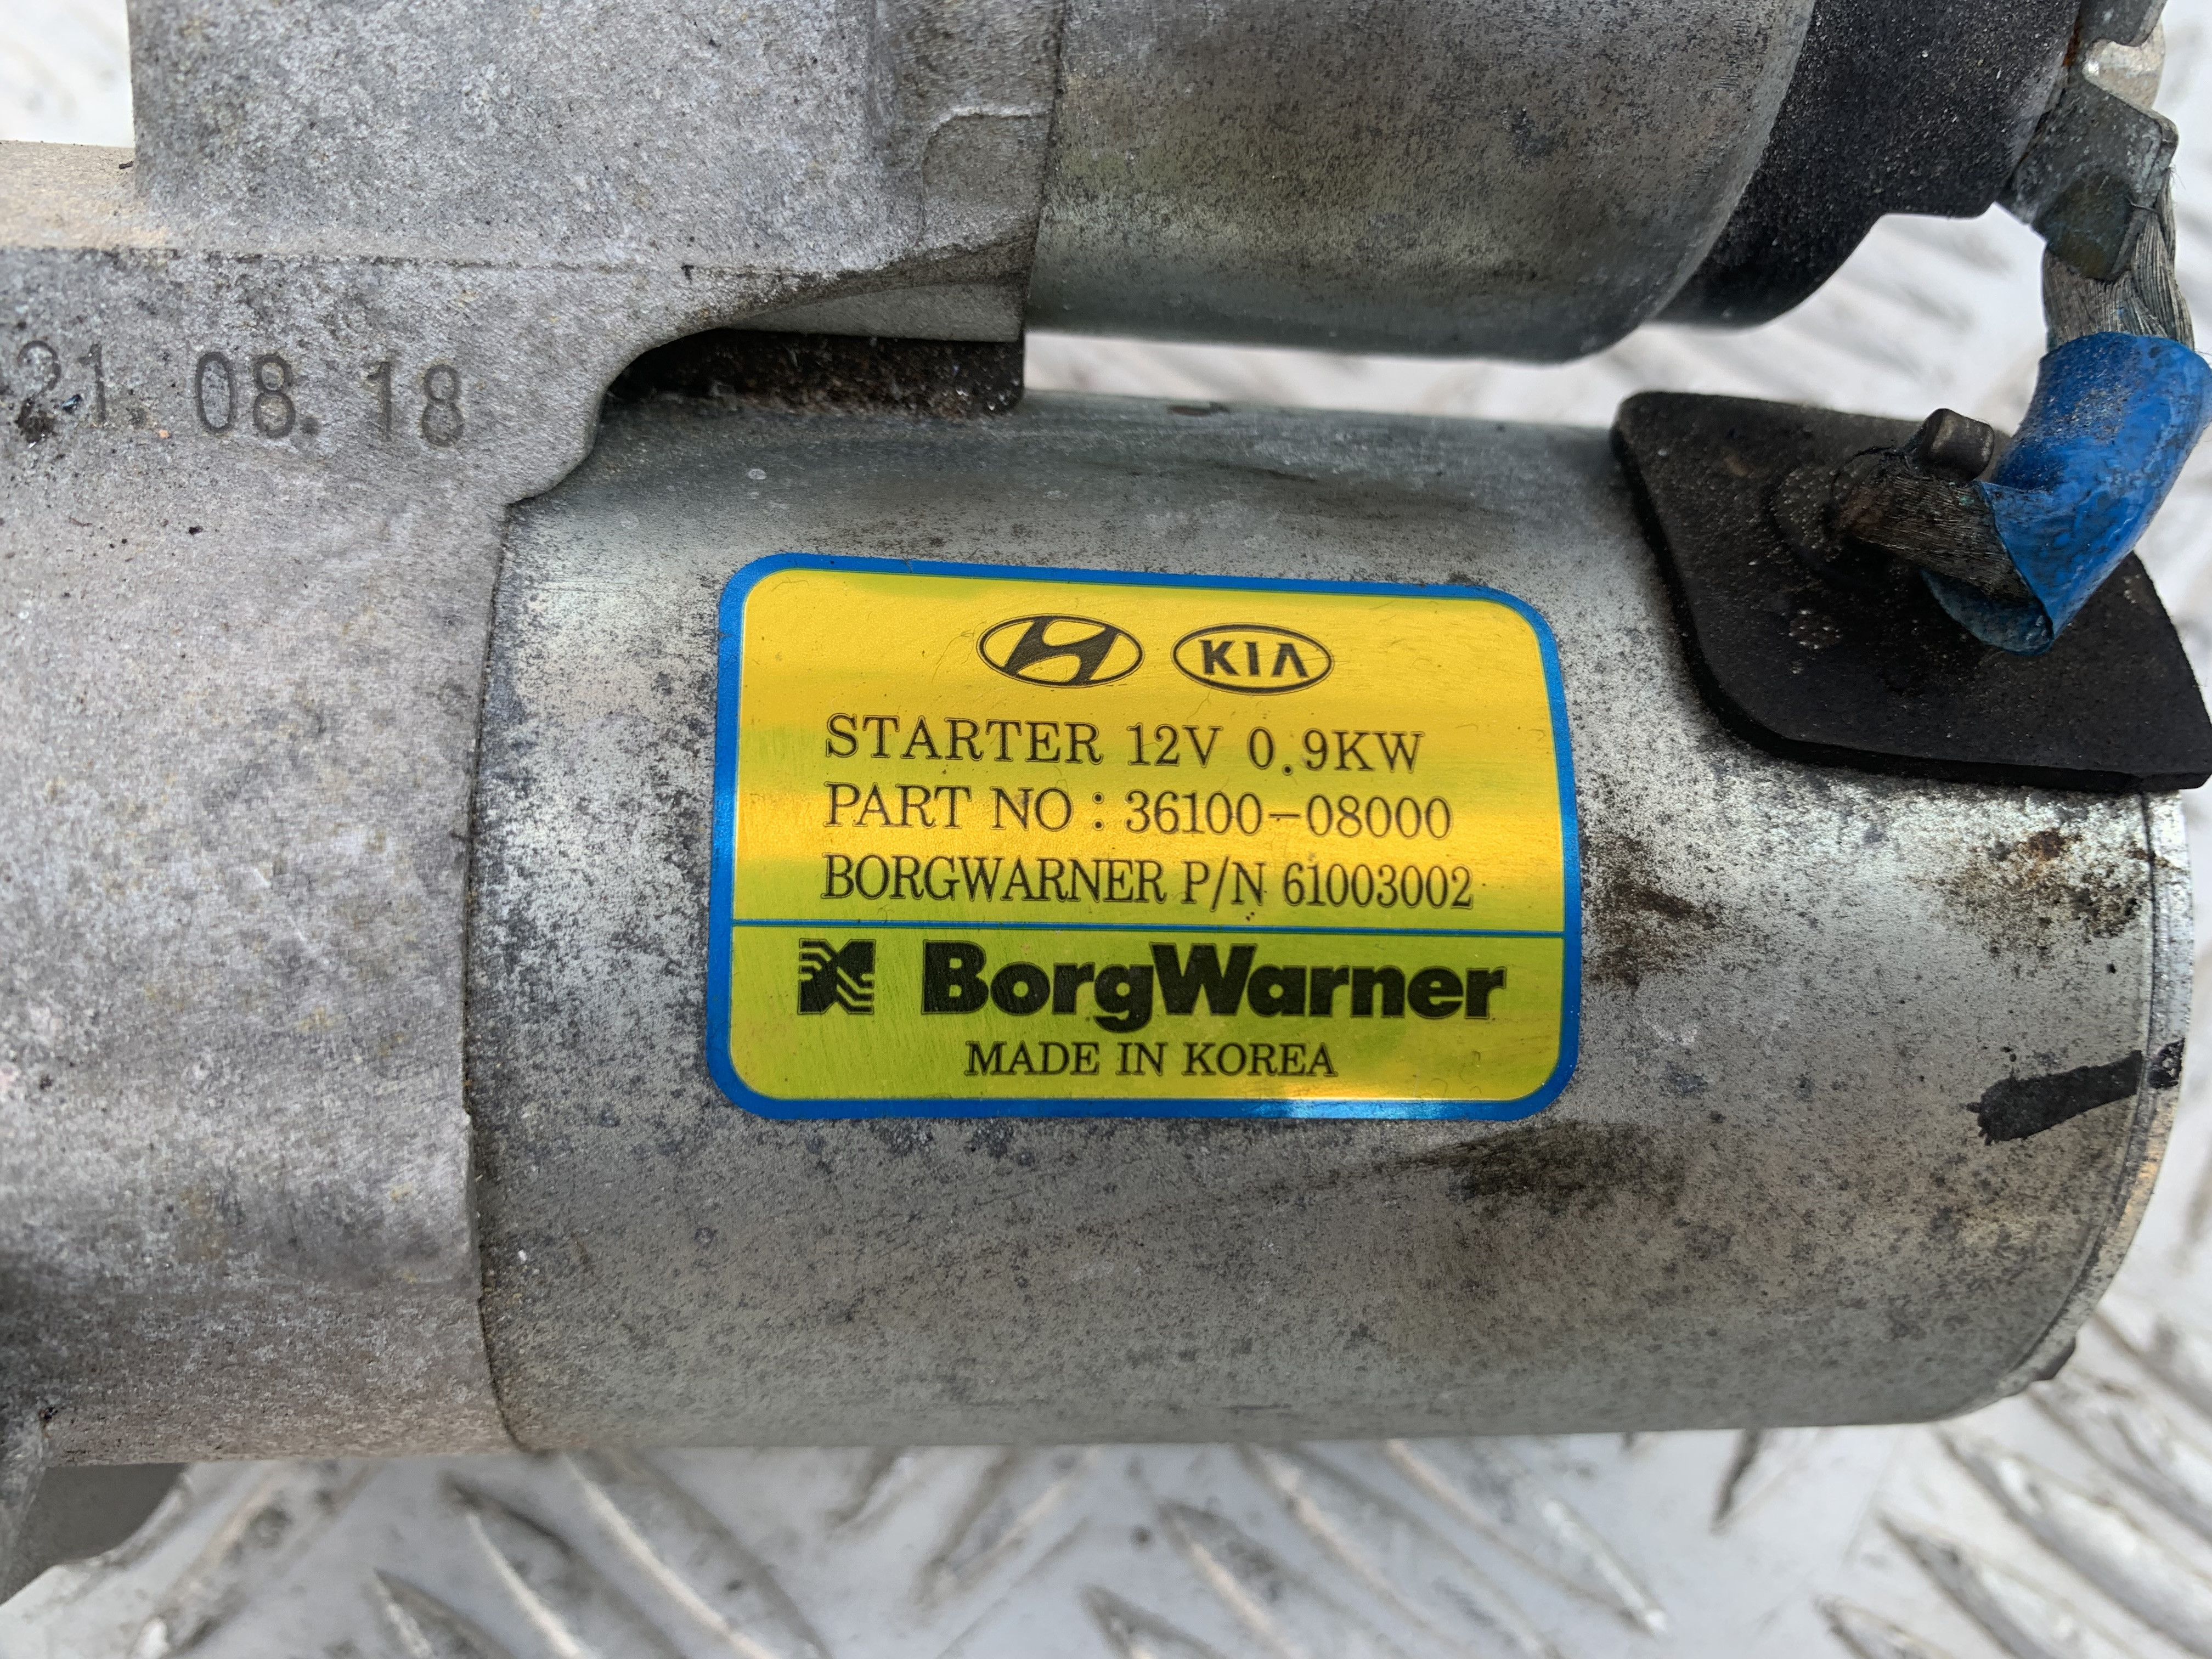 21. 08. 18
KIA
STARTER 12V 0.9KW
PART NO : 36100-08000
BORGWARNER P/N 61003002
BorgWarner
MADE IN KOREA